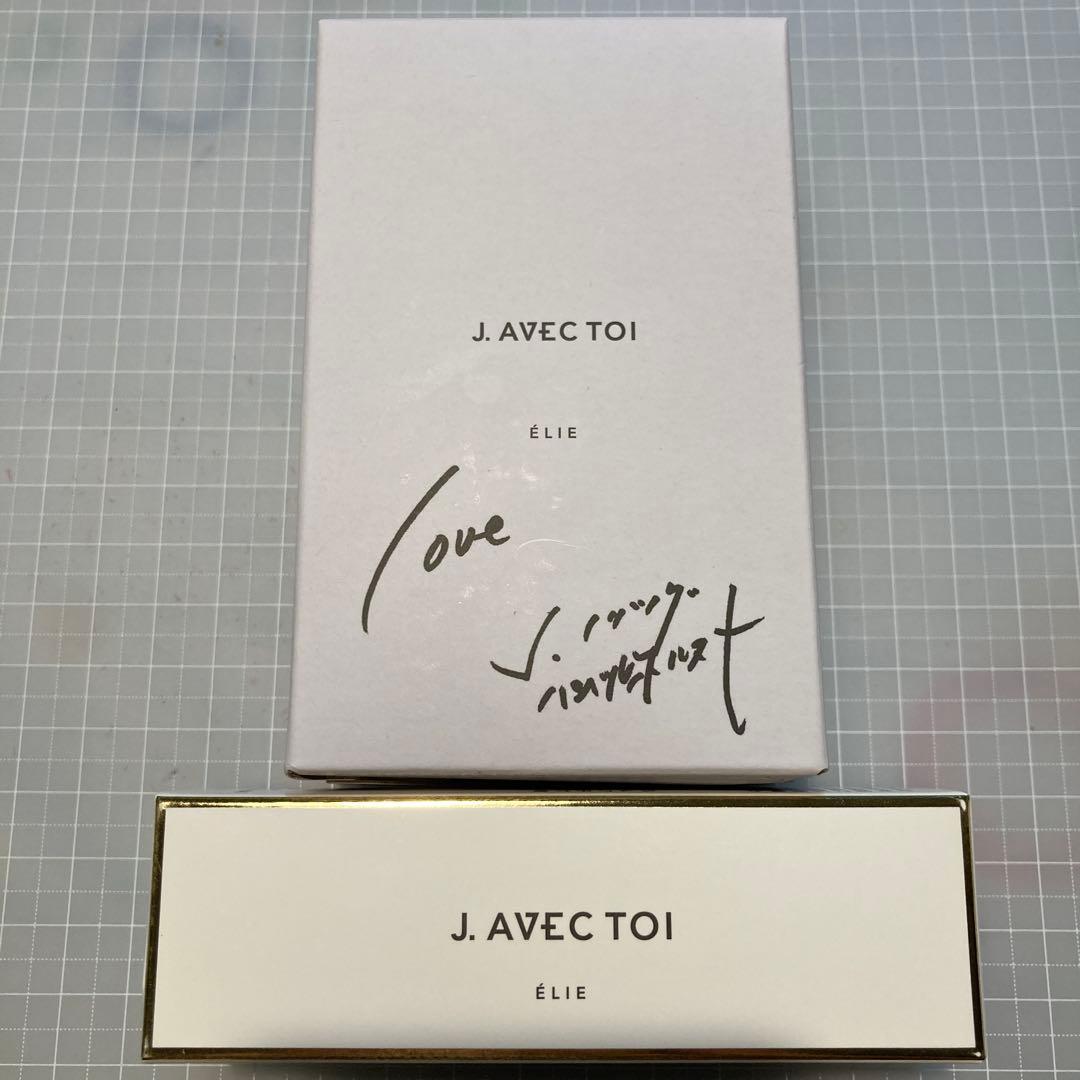 J. AVEC TOI
ÉLIE
love
J.
J. AVEC TOI
ÉLIE